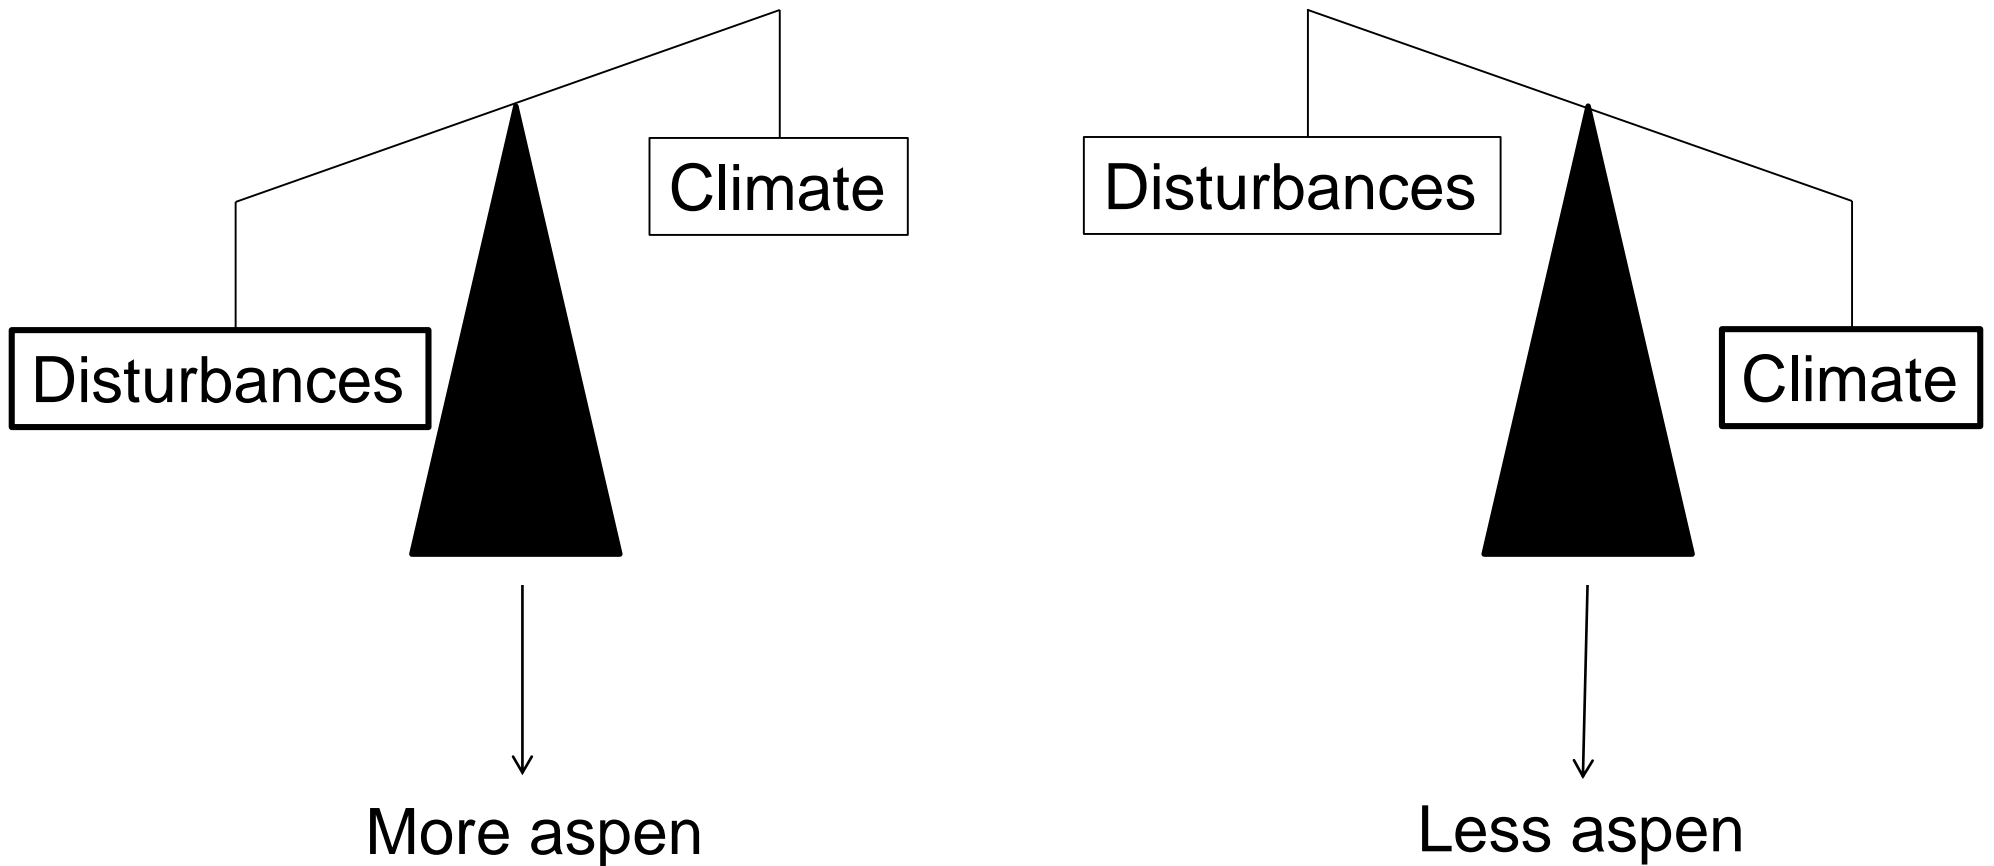 Climate
Disturbances
More aspen
Disturbances
Climate
Less aspen